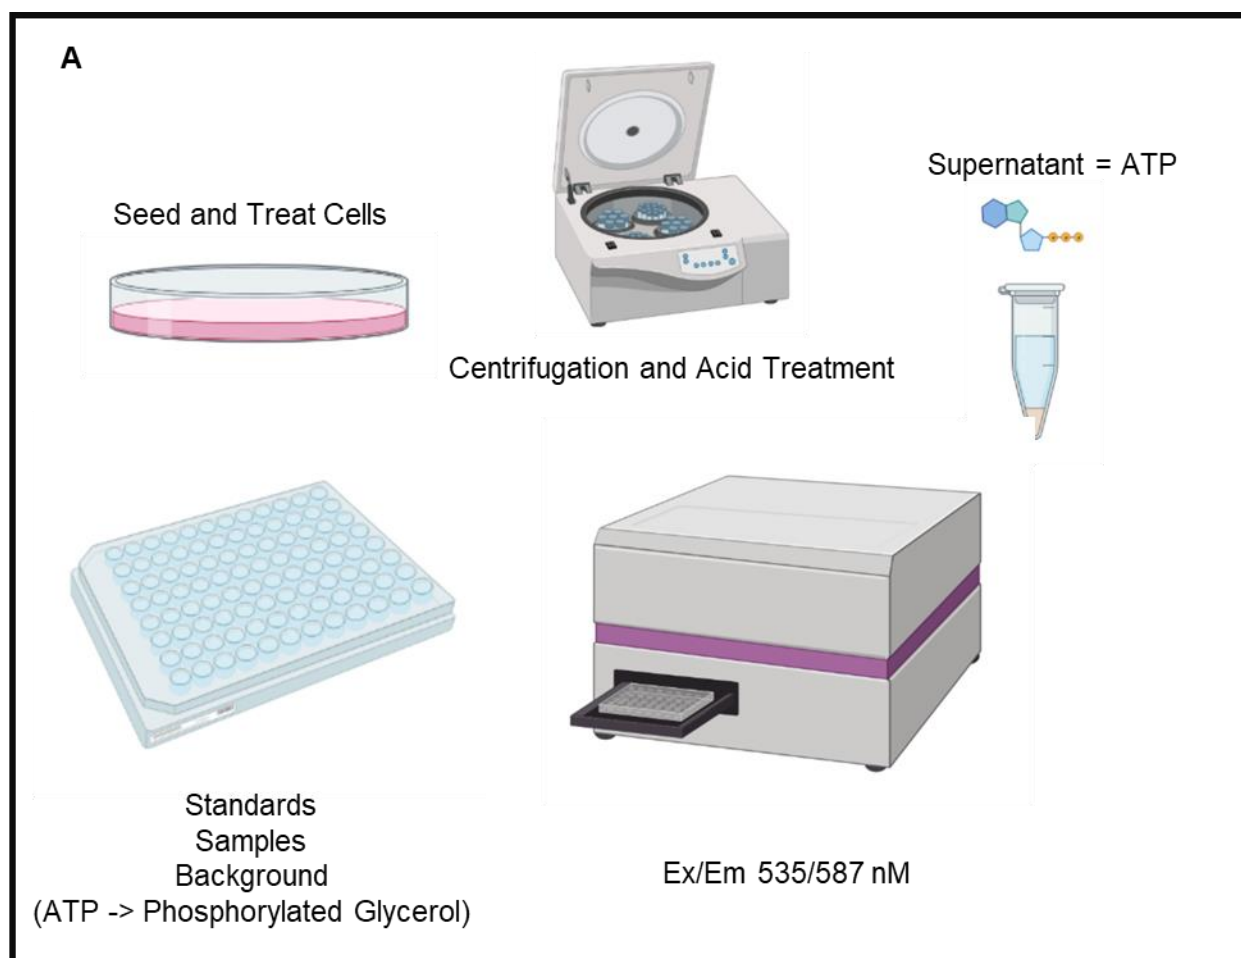 A
Seed and Treat Cells
Centrifugation and Acid Treatment
Supernatant = ATP
Standards
Samples
Background
(ATP -> Phosphorylated Glycerol)
Ex/Em 535/587 nM